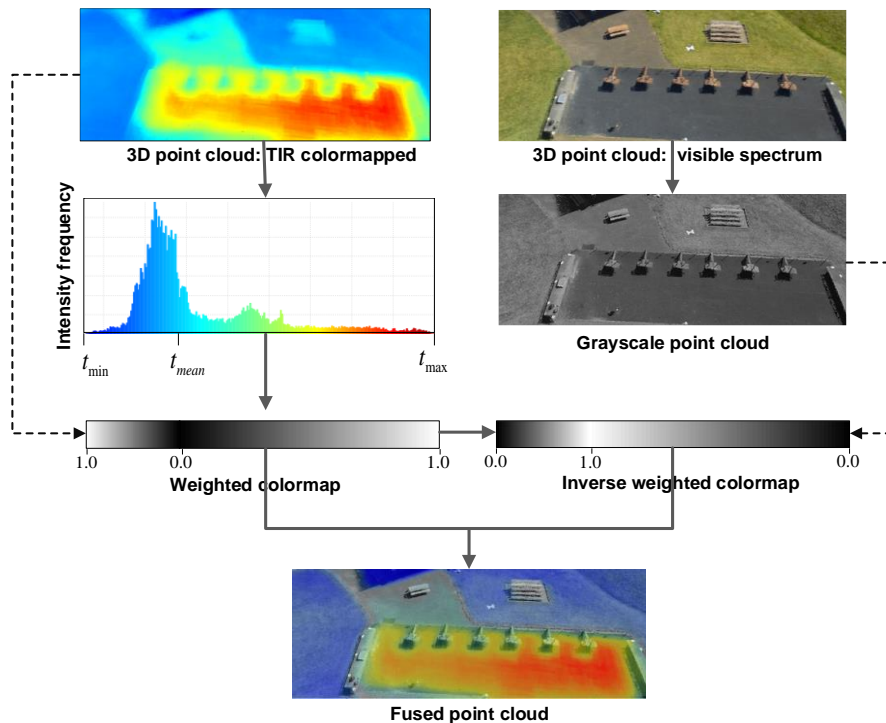 3D point cloud: TIR colormapped
3D point cloud: visible spectrum
Intensity frequency
Grayscale point cloud
t_min
t_mean
t_max
1.0
0.0
1.0
0.0
1.0
0.0
Weighted colormap
Inverse weighted colormap
Fused point cloud